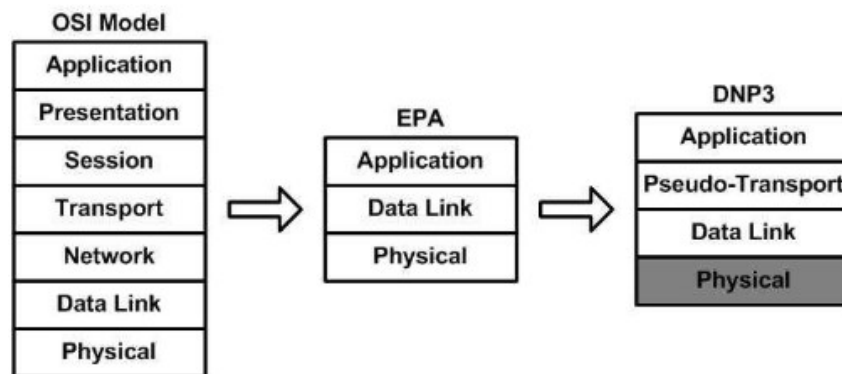 OSI Model
Application
Presentation
Session
Transport
Network
Data Link
Physical
EPA
Application
Data Link
Physical
DNP3
Application
Pseudo-Transport
Data Link
Physical